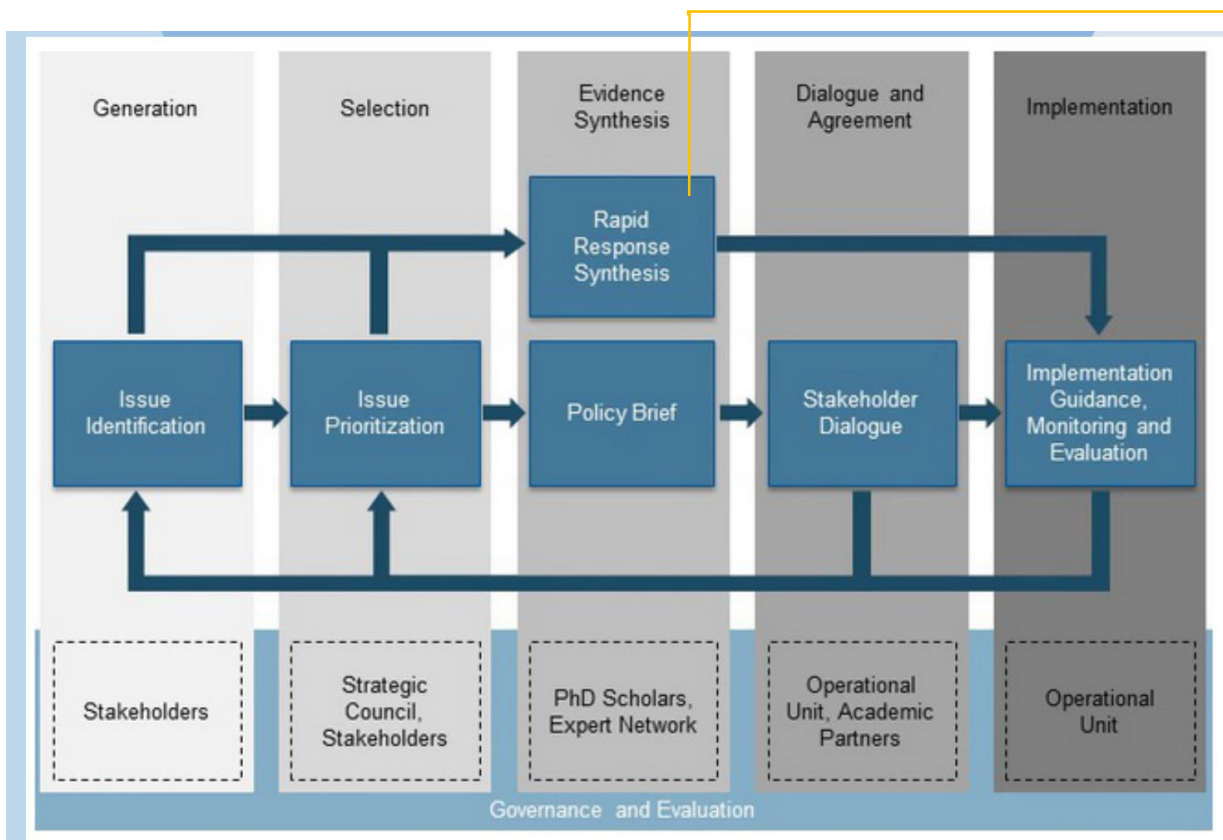 Generation
Selection
Evidence
Synthesis
Dialogue and
Agreement
Implementation
Rapid
Response
Synthesis
Issue
Identification
Issue
Prioritization
Policy Brief
Stakeholder
Dialogue
Implementation
Guidance,
Monitoring and
Evaluation
Stakeholders
Strategic
Council,
Stakeholders
PhD Scholars,
Expert Network
Operational
Unit, Academic
Partners
Operational
Unit
Governance and Evaluation